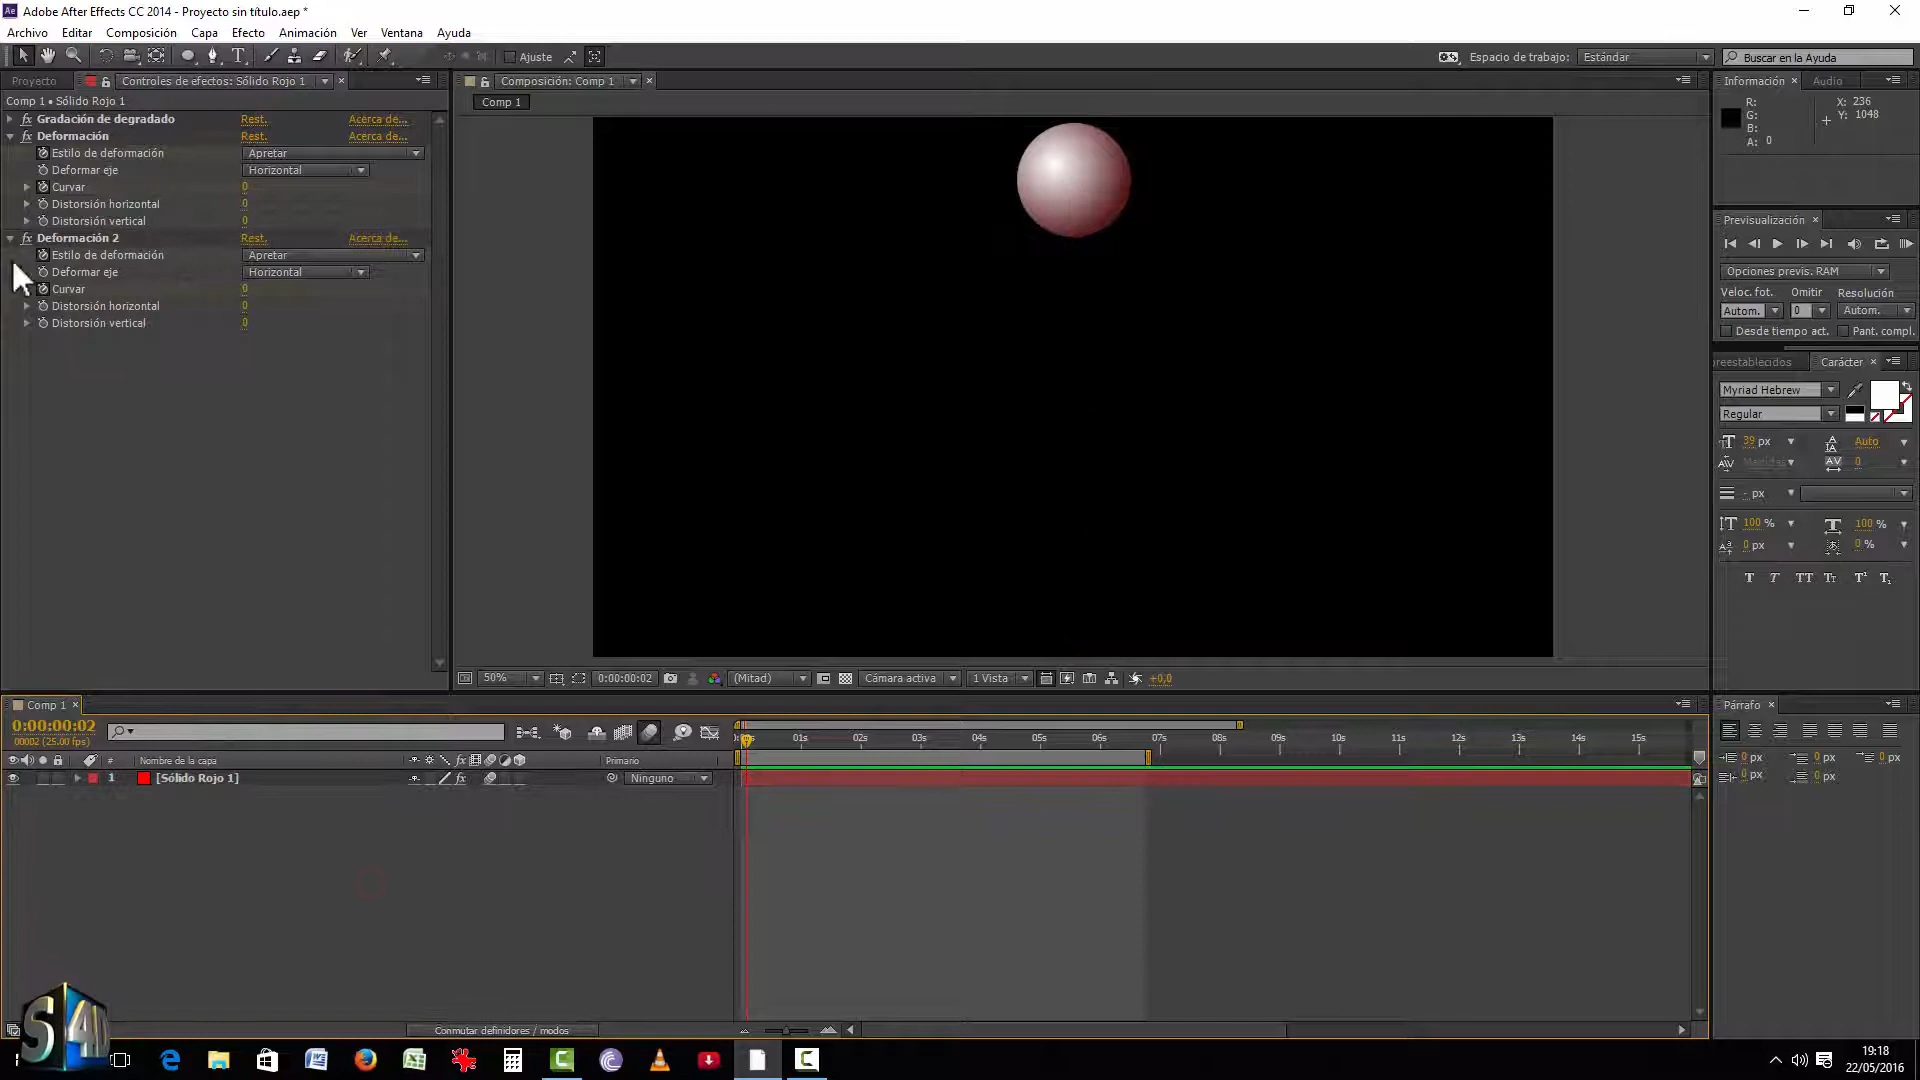 Adobe After Effects CC 2014 - Proyecto sin título.aep *
Archivo Editar Composición Capa Efecto Animación Ver Ventana Ayuda
Ajuste
Espacio de trabajo: Estándar
Buscar en la Ayuda
Proyecto
Controles de efectos: Sólido Rojo 1
Comp 1 • Sólido Rojo 1
Gradación de degradado Rest. Acerca de...
Deformación Rest. Acerca de...
Estilo de deformación Apretar
Deformar eje Horizontal
Curvar 0
Distorsión horizontal 0
Distorsión vertical 0
Deformación 2 Rest. Acerca de...
Estilo de deformación Apretar
Deformar eje Horizontal
Curvar 0
Distorsión horizontal 0
Distorsión vertical 0
Composición: Comp 1
Comp 1
50% 0:00:00:02 (Mitad) Cámara activa 1 Vista +0,0
Información Audio
R: X: 236
G: Y: 1048
B:
A: 0
Previsualización
Opciones previs. RAM
Veloc. fot. Omitir Resolución
Autom. 0 Autom.
Desde tiempo act. Pant. compl.
reestablecidos Carácter
Myriad Hebrew
Regular
39 px Auto
0
- px
100 % 100 %
0 px 0 %
T T TT Tt T¹ T₁
Párrafo
0 px 0 px 0 px
0 px 0 px
Comp 1
0:00:00:02
00002 (25.00 fps)
# Nombre de la capa Primario
1 [Sólido Rojo 1] Ninguno
01s 02s 03s 04s 05s 06s 07s 08s 09s 10s 11s 12s 13s 14s 15s
Conmutar definidores / modos
S4D
19:18
22/05/2016